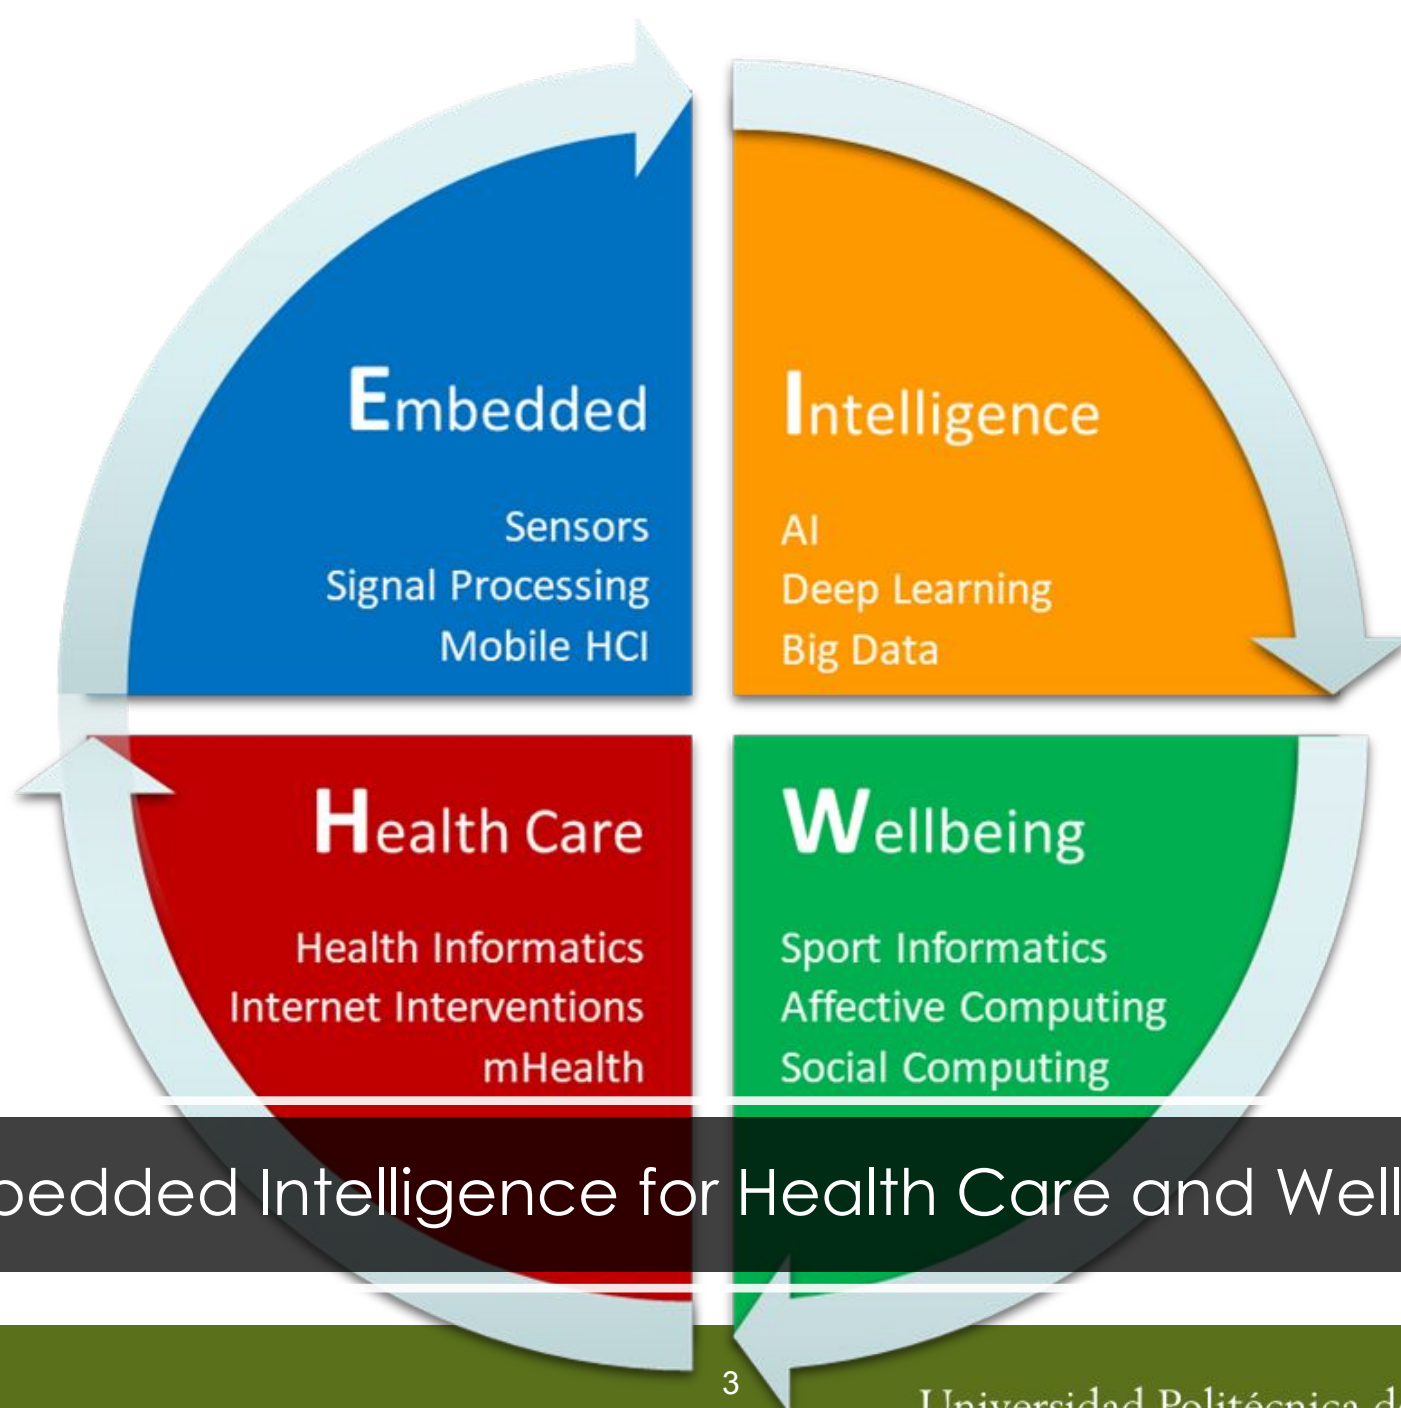 Embedded
Sensors
Signal Processing
Mobile HCI
Intelligence
AI
Deep Learning
Big Data
Health Care
Health Informatics
Internet Interventions
mHealth
Wellbeing
Sport Informatics
Affective Computing
Social Computing
bedded Intelligence for Health Care and Well
3
Universidad Politécnica d